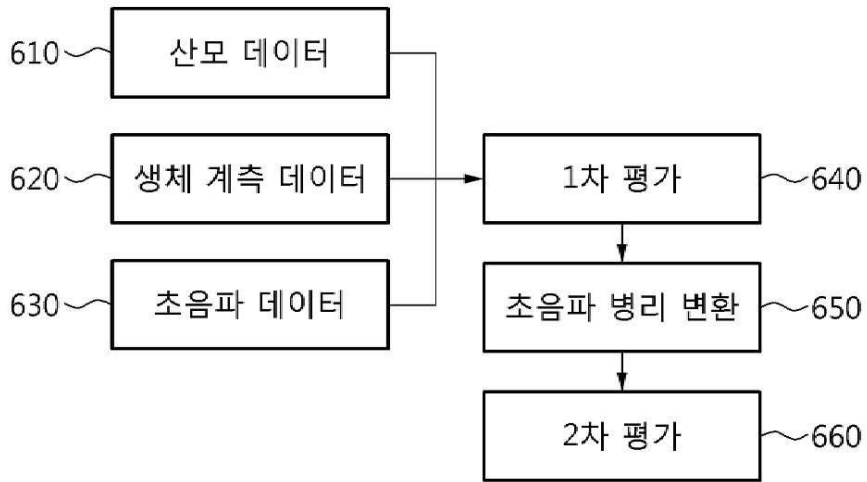 610 산모 데이터
620 생체 계측 데이터 1차 평가 640
630 초음파 데이터 초음파 병리 변환 650
2차 평가 660